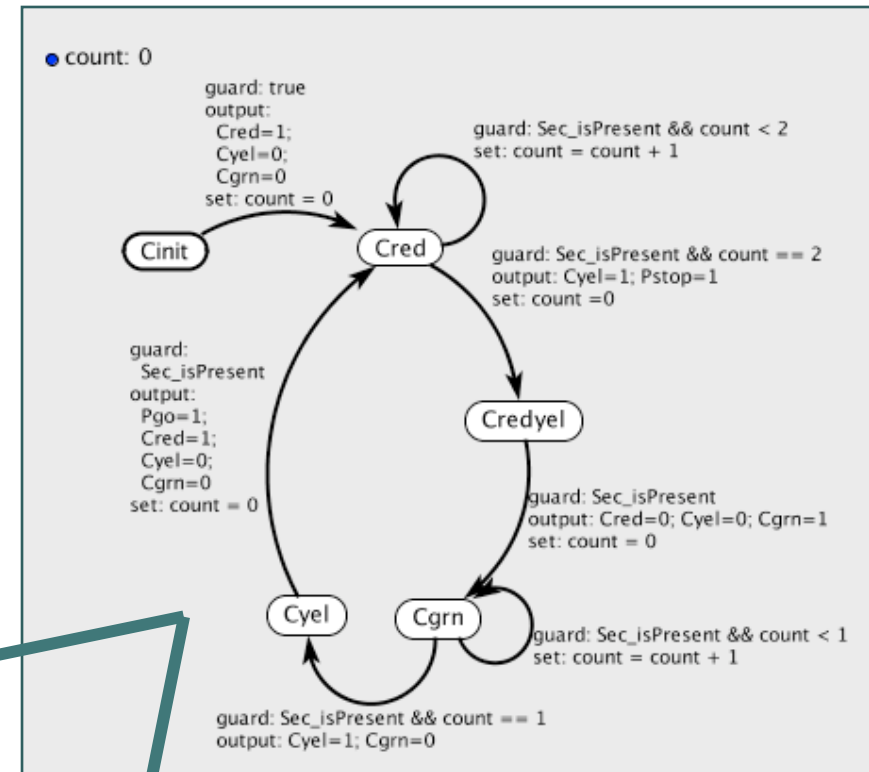 count: 0
guard: true
output:
Cred=1;
Cyel=0;
Cgrn=0
set: count = 0
guard: Sec_isPresent && count < 2
set: count = count + 1
Cinit
Cred
guard: Sec_isPresent && count == 2
output: Cyel=1; Pstop=1
set: count =0
guard:
Sec_isPresent
output:
Pgo=1;
Cred=1;
Cyel=0;
Cgrn=0
set: count = 0
Credyel
guard: Sec_isPresent
output: Cred=0; Cyel=0; Cgrn=1
set: count = 0
Cyel
Cgrn
guard: Sec_isPresent && count < 1
set: count = count + 1
guard: Sec_isPresent && count == 1
output: Cyel=1; Cgrn=0